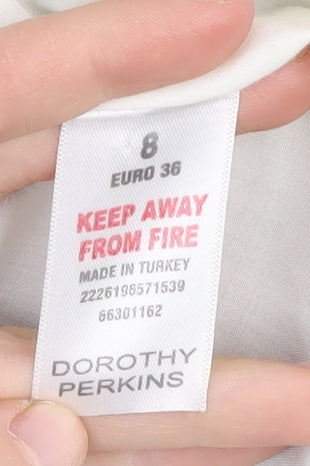 8
EURO 36
KEEP AWAY
FROM FIRE
MADE IN TURKEY
2226198571539
66301162
DOROTHY
PERKINS